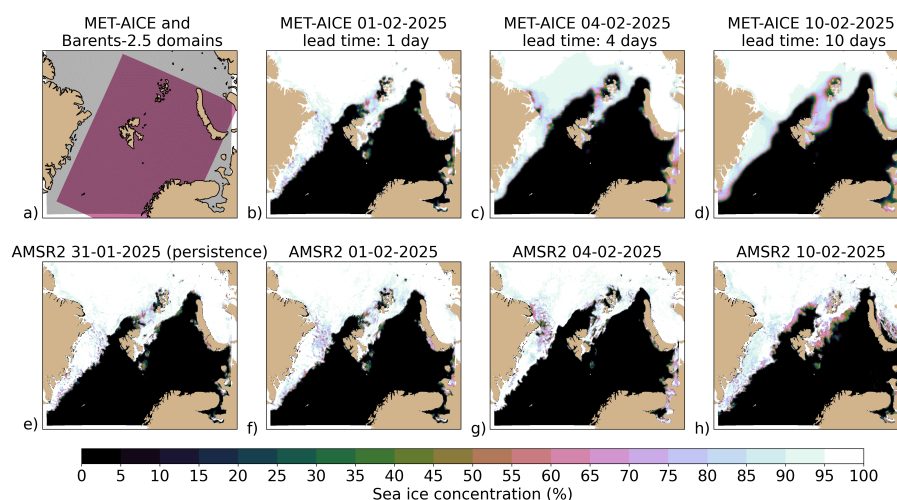 MET-AICE and
Barents-2.5 domains
MET-AICE 01-02-2025
lead time: 1 day
MET-AICE 04-02-2025
lead time: 4 days
MET-AICE 10-02-2025
lead time: 10 days
a)
b)
c)
d)
AMSR2 31-01-2025 (persistence)
AMSR2 01-02-2025
AMSR2 04-02-2025
AMSR2 10-02-2025
e)
f)
g)
h)
0 5 10 15 20 25 30 35 40 45 50 55 60 65 70 75 80 85 90 95 100
Sea ice concentration (%)